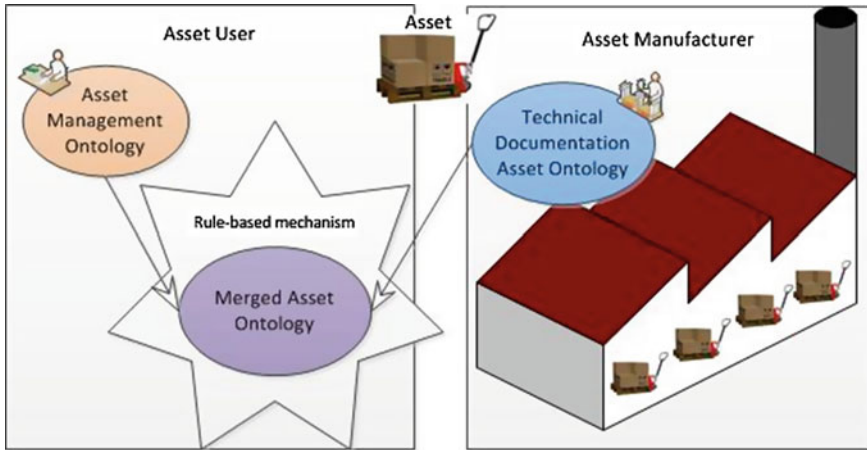 Asset User
Asset
Asset Manufacturer
Asset
Management
Ontology
Technical
Documentation
Asset Ontology
Rule-based mechanism
Merged Asset
Ontology